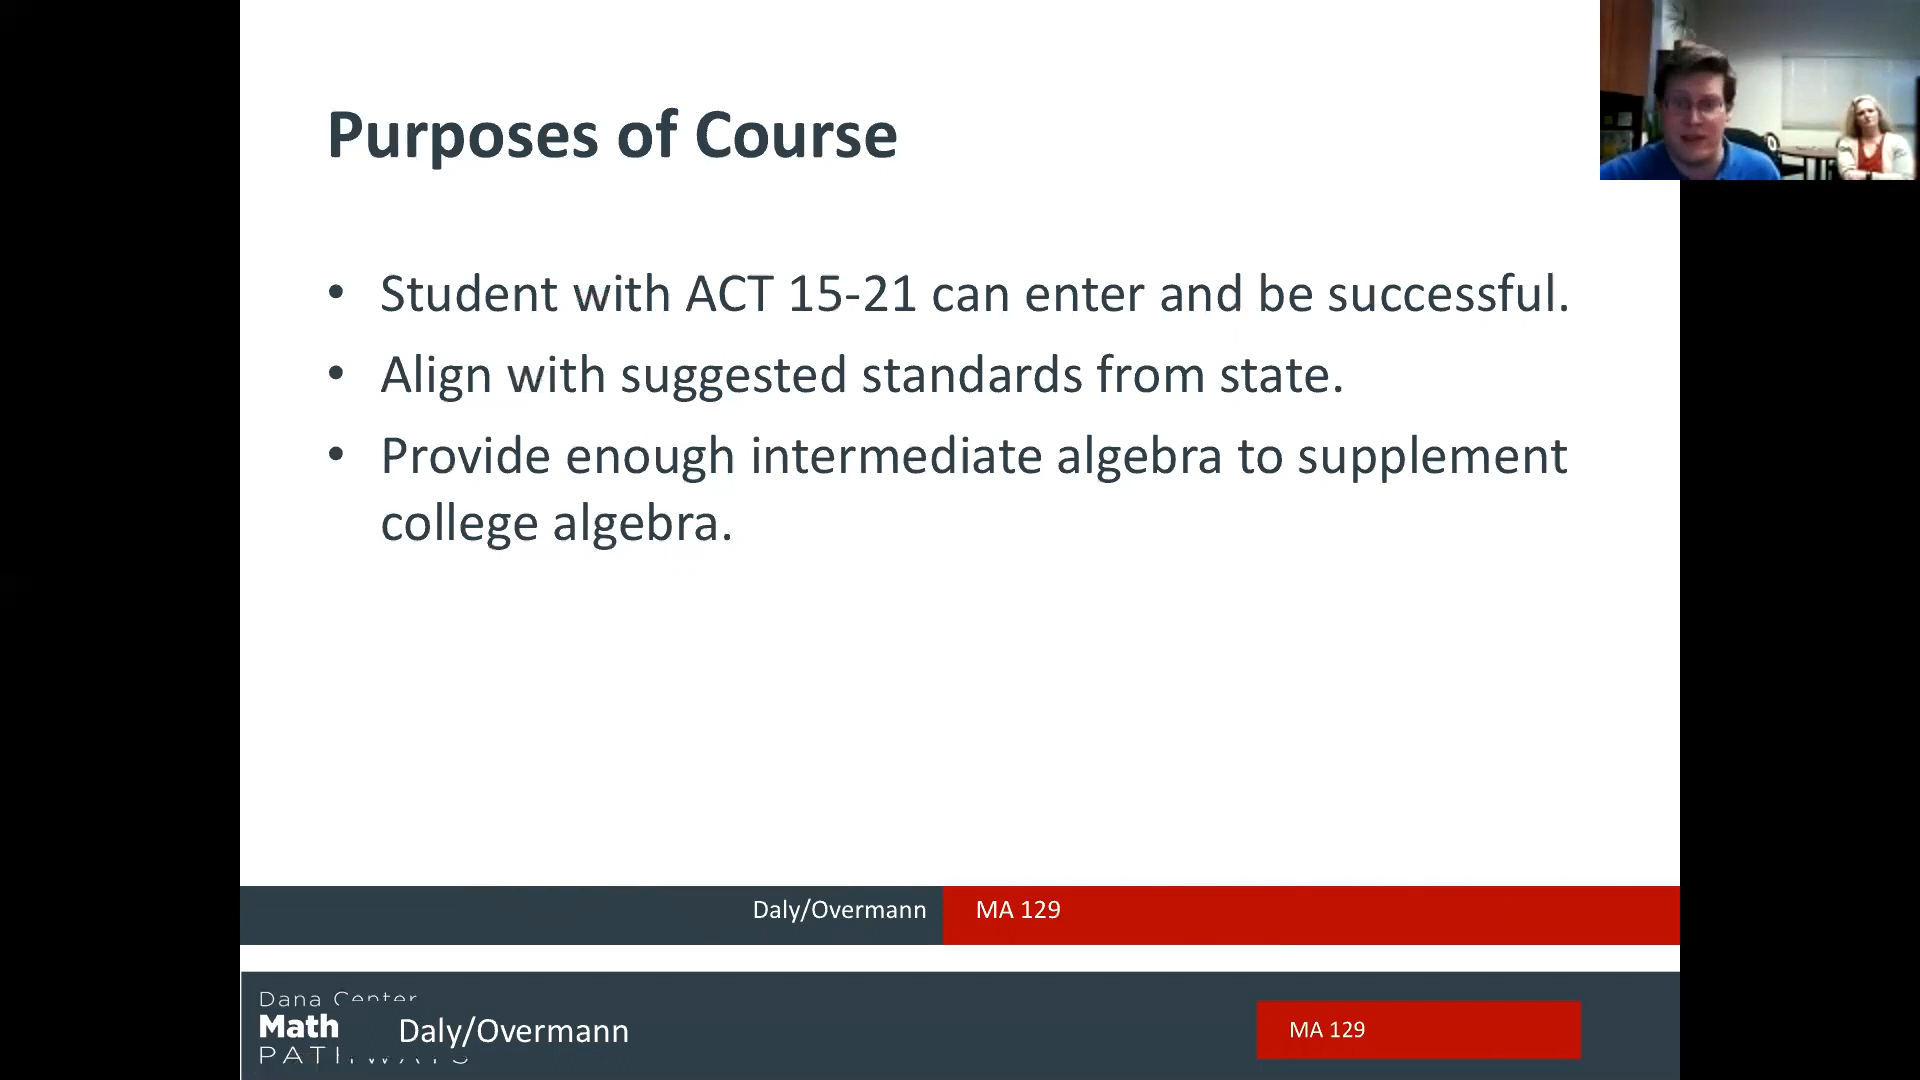 Purposes of Course
• Student with ACT 15-21 can enter and be successful.
• Align with suggested standards from state.
• Provide enough intermediate algebra to supplement
college algebra.
Daly/Overmann
MA 129
Dana Center
Math
PATHWAYS
Daly/Overmann
MA 129